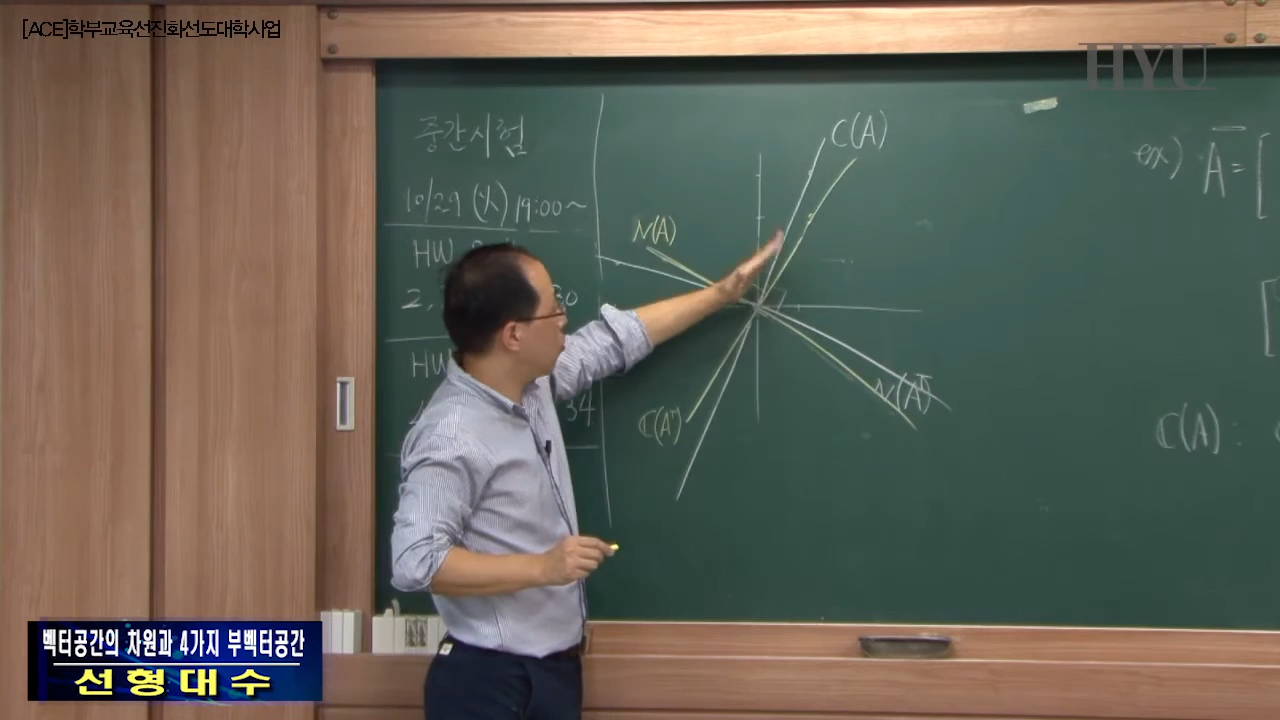 [ACE]학부교육선진화선도대학사업
HYU
중간시험
10/29 (火) 19:00~
HW
2,
30
HW
34
C(A)
N(A)
C(Aᵀ)
N(Aᵀ)
ex) A = [
[
C(A) :
벡터공간의 차원과 4가지 부벡터공간
선형대수